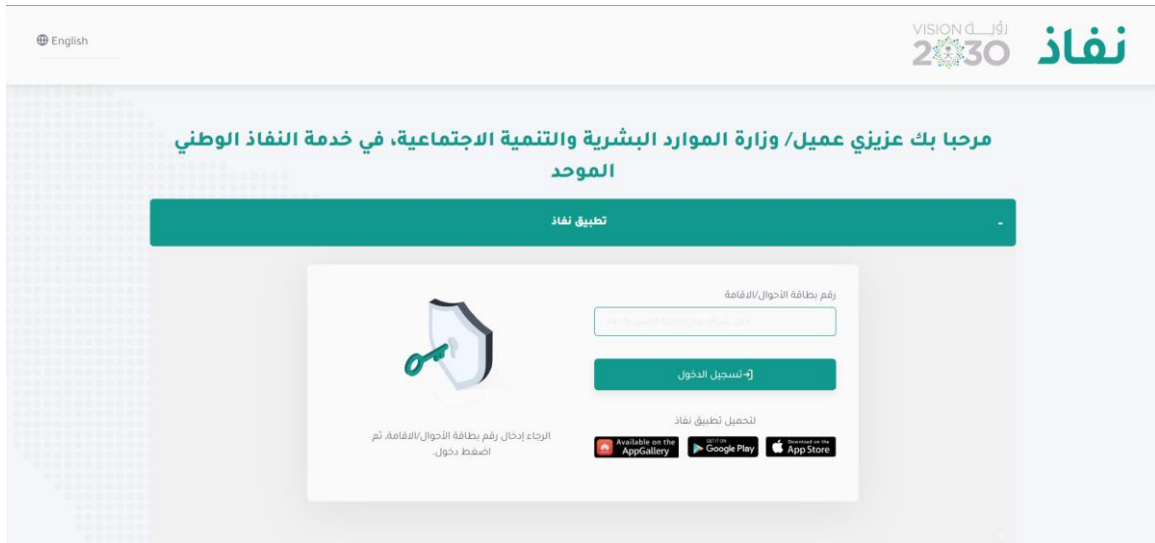 نفاذ
رؤيـــة VISION
2030
English
مرحبا بك عزيزي عميل/ وزارة الموارد البشرية والتنمية الاجتماعية، في خدمة النفاذ الوطني
الموحد
تطبيق نفاذ
-
رقم بطاقة الأحوال/الاقامة
تسجيل الدخول
لتحميل تطبيق نفاذ
Available on the
AppGallery
GET IT ON
Google Play
Download on the
App Store
الرجاء إدخال رقم بطاقة الأحوال/الاقامة، ثم
اضغط دخول.